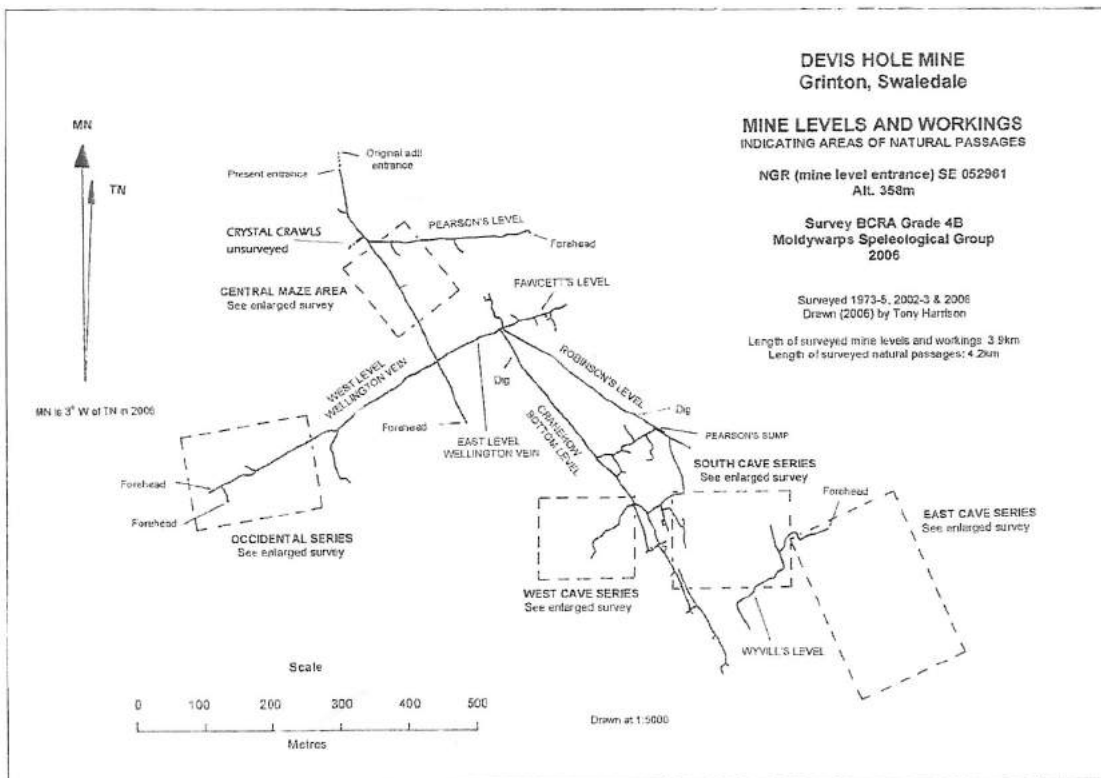 DEVIS HOLE MINE
Grinton, Swaledale
MINE LEVELS AND WORKINGS
INDICATING AREAS OF NATURAL PASSAGES
NGR (mine level entrance) SE 052961
Alt. 358m
Survey BCRA Grade 4B
Moldywarps Speleological Group
2006
Surveyed 1973-5, 2002-3 & 2006
Drawn (2006) by Tony Harrison
Length of surveyed mine levels and workings 3.9km
Length of surveyed natural passages: 4.2km
MN
TN
MN is 3° W of TN in 2006
Original adit
entrance
Present entrance
CRYSTAL CRAWLS
unsurveyed
PEARSON'S LEVEL
Forehead
CENTRAL MAZE AREA
See enlarged survey
FAWCETT'S LEVEL
WEST LEVEL
WELLINGTON VEIN
ROBINSON'S LEVEL
Dig
Dig
CRANEHOW
BOTTOM LEVEL
Forehead
EAST LEVEL
WELLINGTON VEIN
PEARSON'S SUMP
SOUTH CAVE SERIES
See enlarged survey
Forehead
Forehead
OCCIDENTAL SERIES
See enlarged survey
Forehead
EAST CAVE SERIES
See enlarged survey
WEST CAVE SERIES
See enlarged survey
WYVILL'S LEVEL
Scale
0 100 200 300 400 500
Metres
Drawn at 1:5000